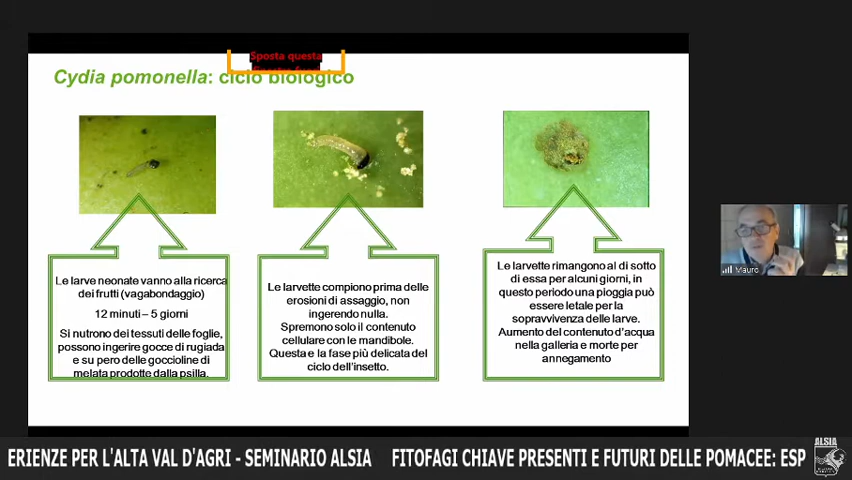 Sposta questa
Cydia pomonella: ciclo biologico
Le larve neonate vanno alla ricerca
dei frutti (vagabondaggio)
12 minuti – 5 giorni
Si nutrono dei tessuti delle foglie,
possono ingerire gocce di rugiada
e su pero delle goccioline di
melata prodotte dalla psilla.
Le larvette compiono prima delle
erosioni di assaggio, non
ingerendo nulla.
Spremono solo il contenuto
cellulare con le mandibole.
Questa e la fase più delicata del
ciclo dell'insetto.
Le larvette rimangono al di sotto
di essa per alcuni giorni, in
questo periodo una pioggia può
essere letale per la
sopravvivenza delle larve.
Aumento del contenuto d'acqua
nella galleria e morte per
annegamento
Mauro
ERIENZE PER L'ALTA VAL D'AGRI - SEMINARIO ALSIA FITOFAGI CHIAVE PRESENTI E FUTURI DELLE POMACEE: ESP
ALSIA